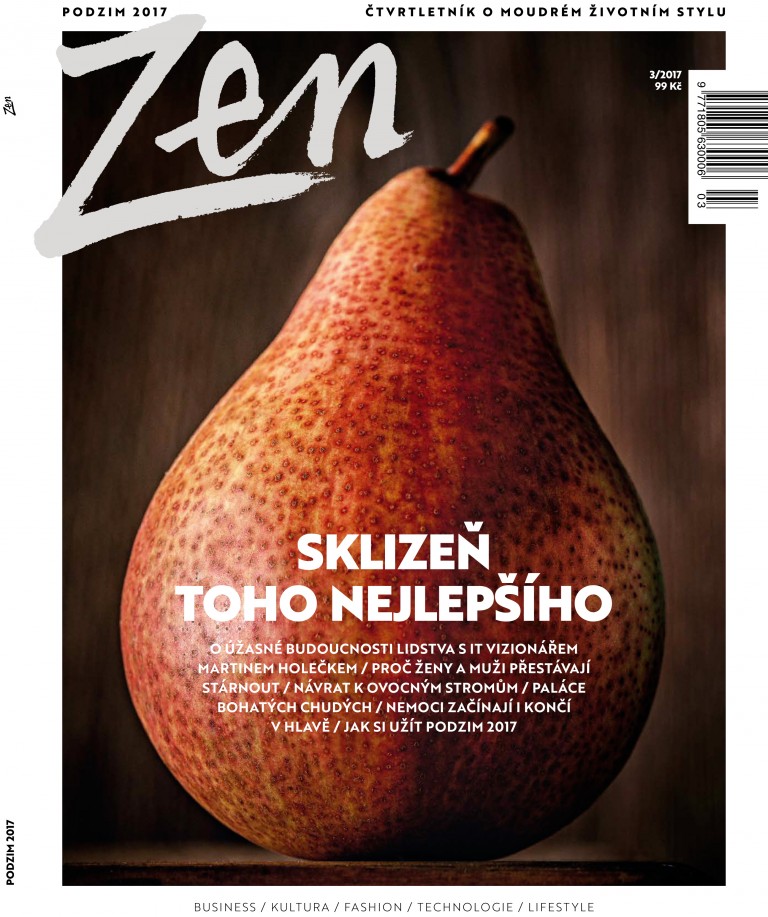 PODZIM 2017
ČTVRTLETNÍK O MOUDRÉM ŽIVOTNÍM STYLU
Zen
Zen
3/2017
99 Kč
9 771805 630006
03
SKLIZEŇ
TOHO NEJLEPŠÍHO
O ÚŽASNÉ BUDOUCNOSTI LIDSTVA S IT VIZIONÁŘEM
MARTINEM HOLEČKEM / PROČ ŽENY A MUŽI PŘESTÁVAJÍ
STÁRNOUT / NÁVRAT K OVOCNÝM STROMŮM / PALÁCE
BOHATÝCH CHUDÝCH / NEMOCI ZAČÍNAJÍ I KONČÍ
V HLAVĚ / JAK SI UŽÍT PODZIM 2017
PODZIM 2017
BUSINESS / KULTURA / FASHION / TECHNOLOGIE / LIFESTYLE